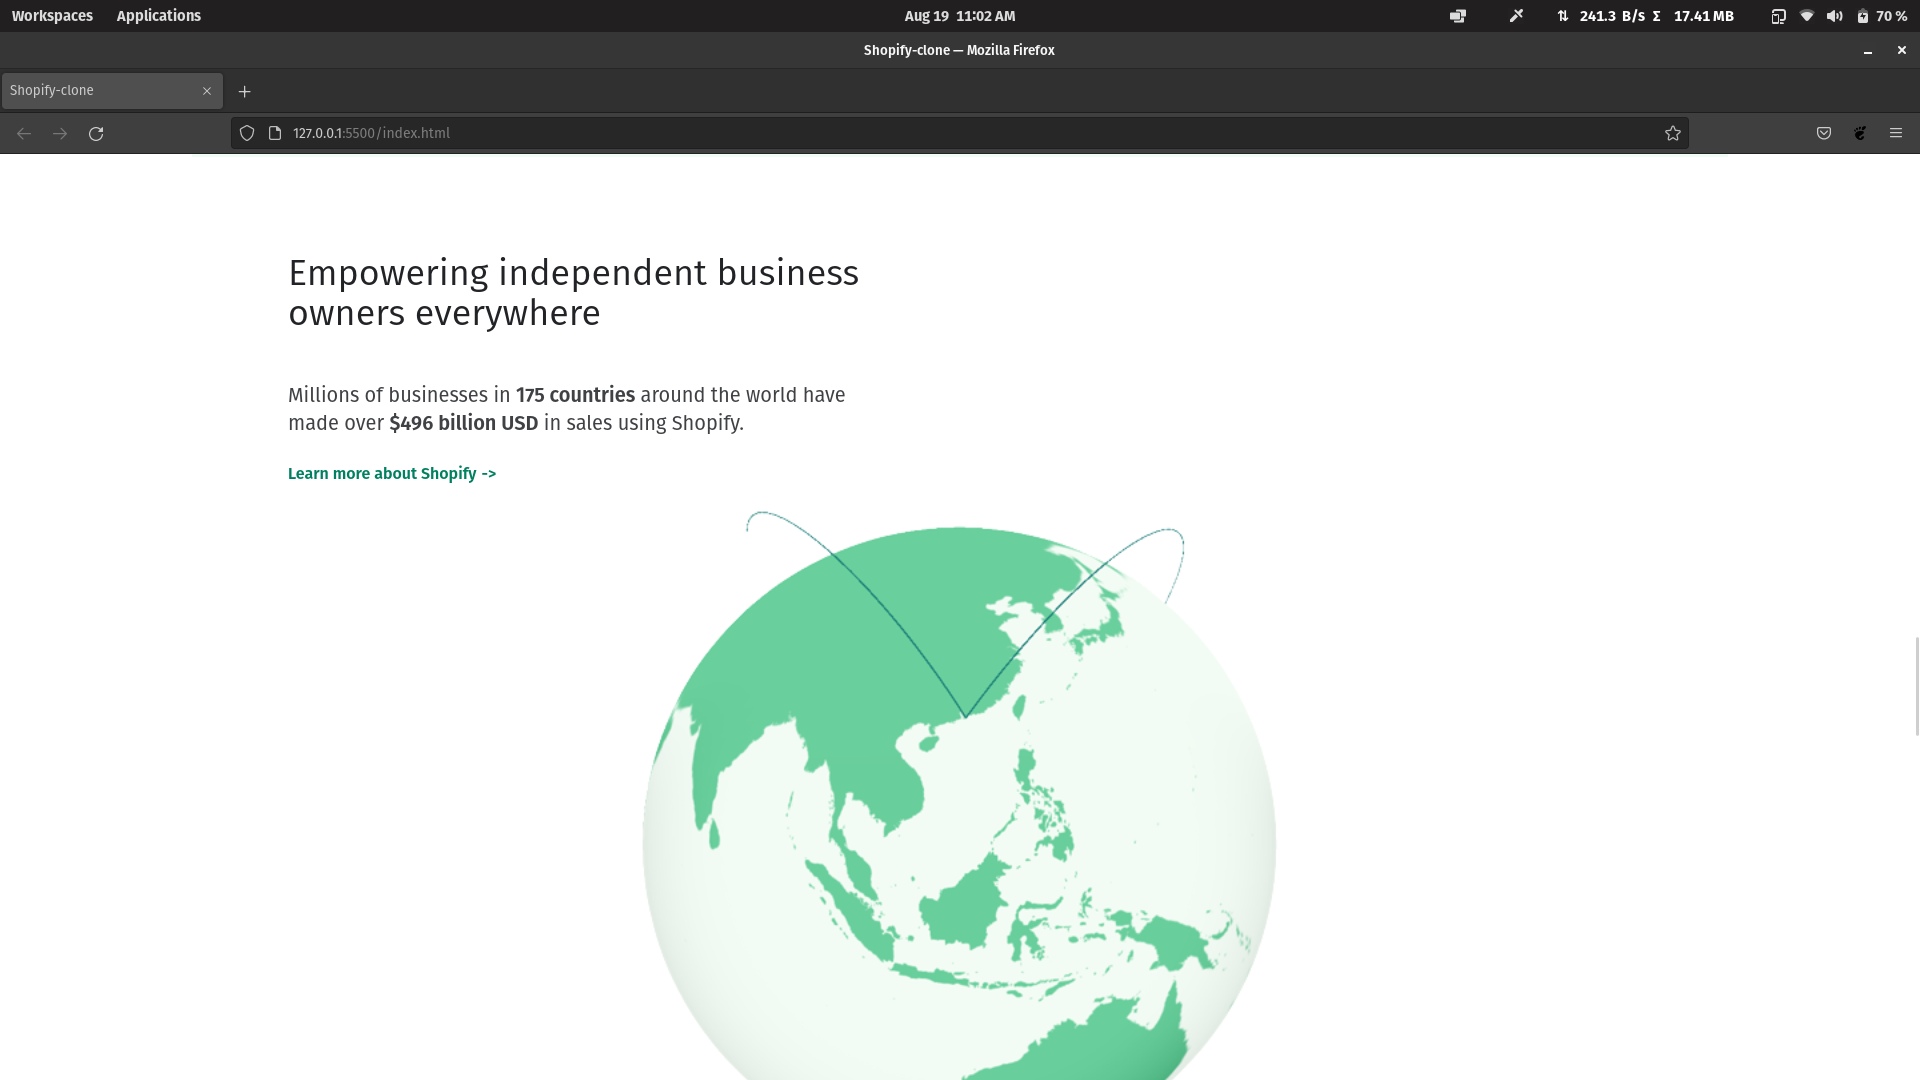 Workspaces Applications Aug 19 11:02 AM 241.3 B/s Σ 17.41 MB 70 %
Shopify-clone — Mozilla Firefox
Shopify-clone
127.0.0.1:5500/index.html
Empowering independent business
owners everywhere
Millions of businesses in 175 countries around the world have
made over $496 billion USD in sales using Shopify.
Learn more about Shopify ->